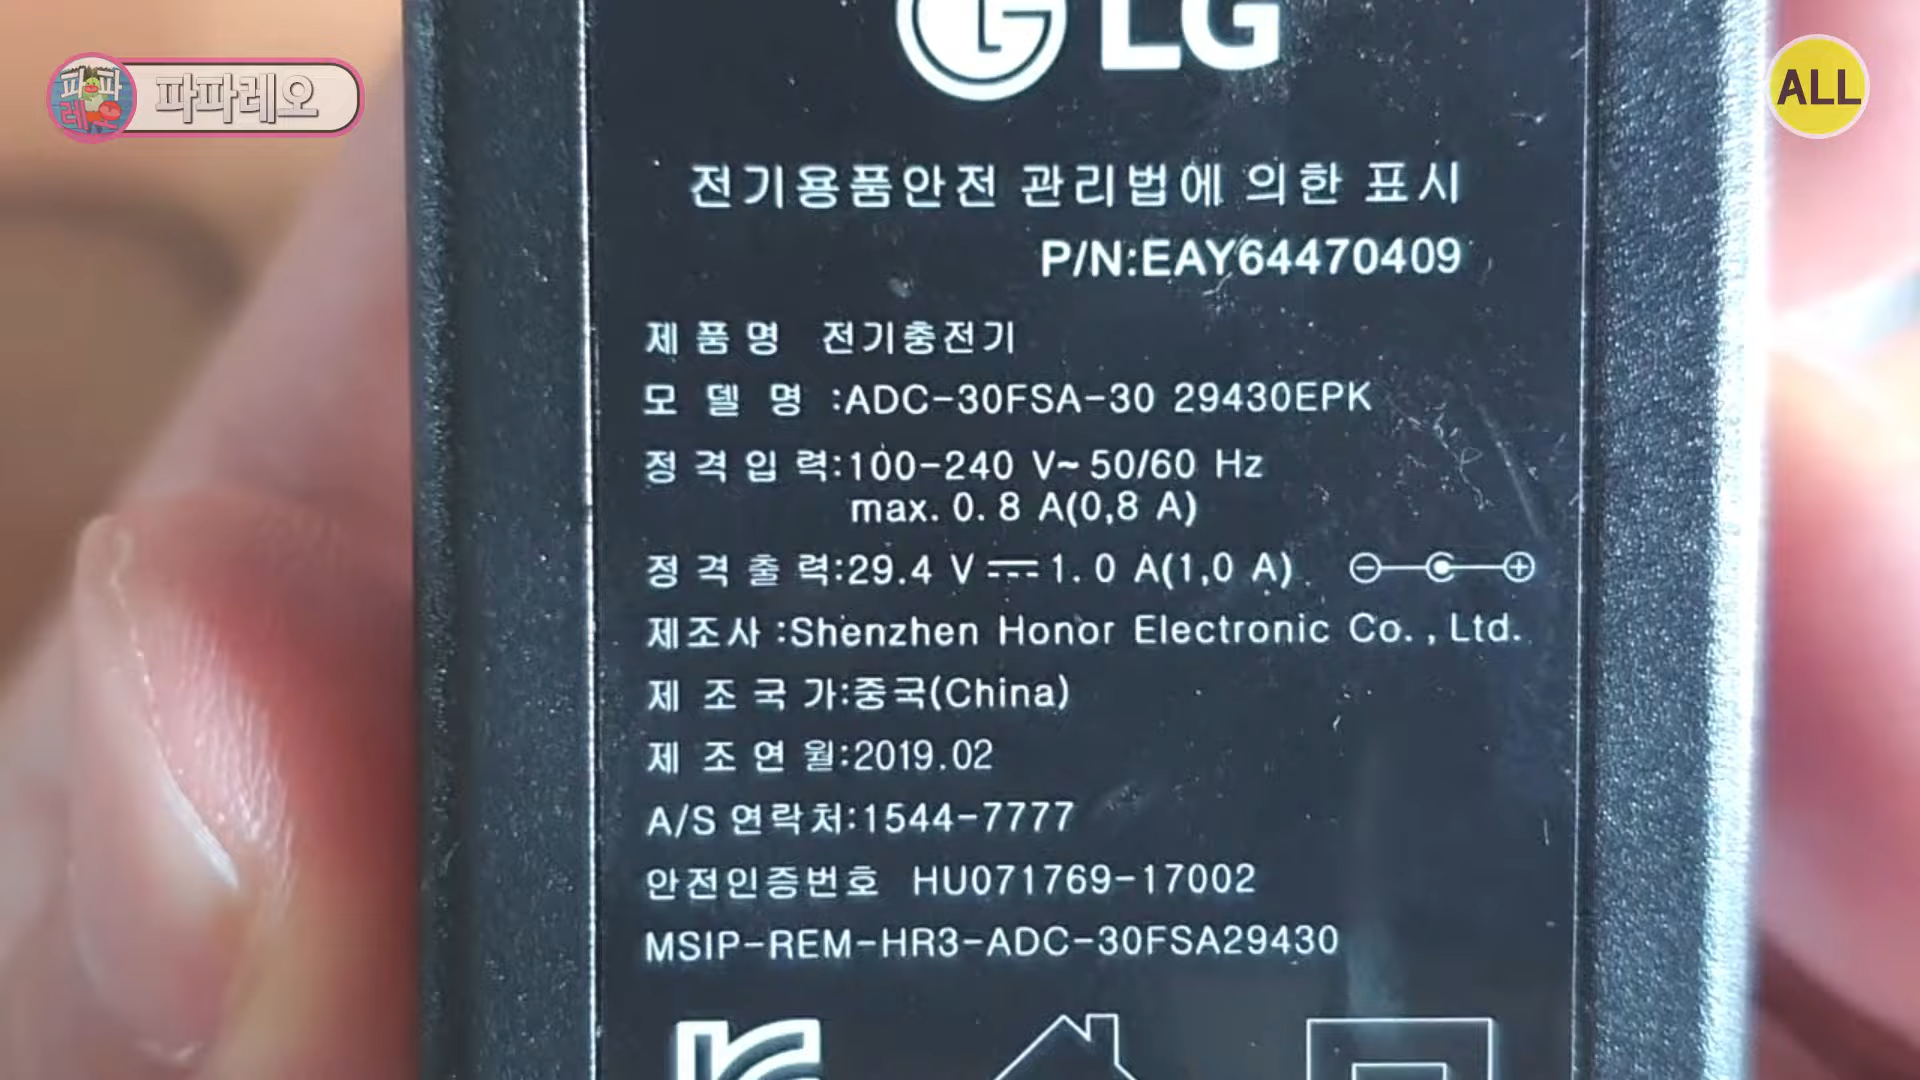 파파레오
파파
레오
ALL
LG
전기용품안전 관리법에 의한 표시
P/N:EAY64470409
제품명 전기충전기
모델명 :ADC-30FSA-30 29430EPK
정격입력:100-240 V~ 50/60 Hz
max. 0. 8 A(0,8 A)
정격출력:29.4 V ⎓ 1. 0 A(1,0 A)
제조사 :Shenzhen Honor Electronic Co. , Ltd.
제조국가:중국(China)
제조연월:2019.02
A/S 연락처:1544-7777
안전인증번호 HU071769-17002
MSIP-REM-HR3-ADC-30FSA29430